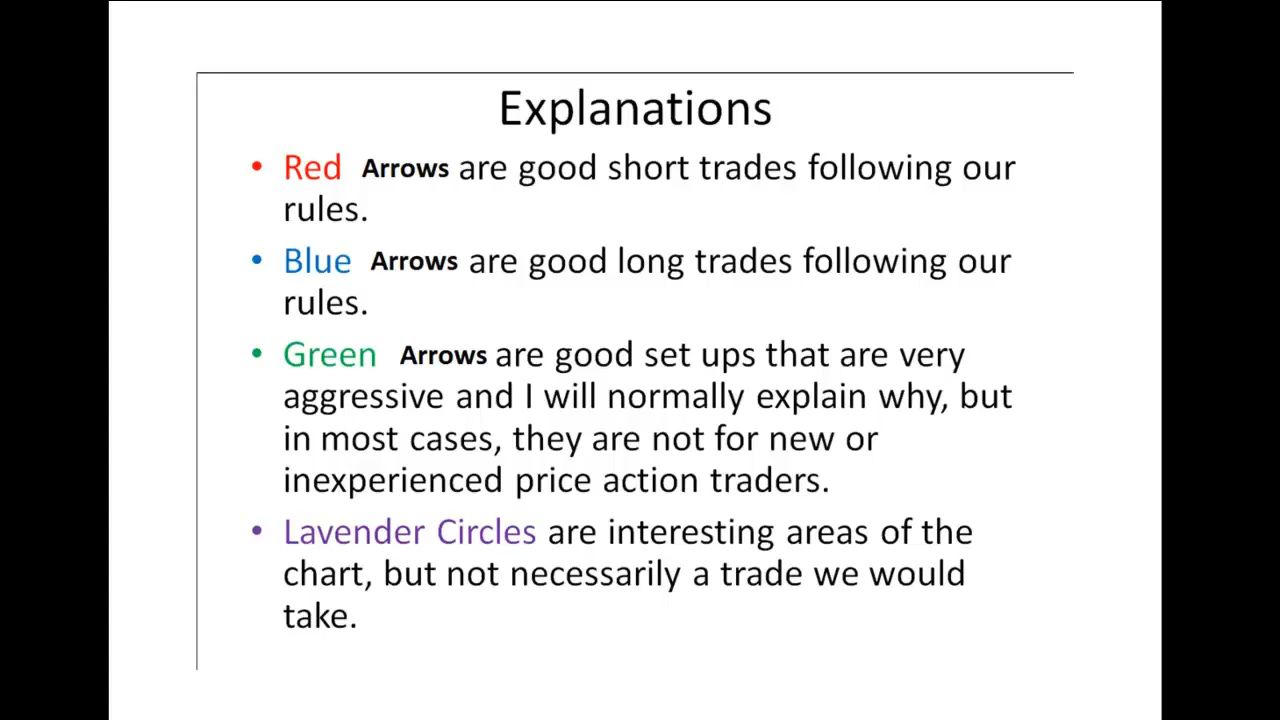 Explanations
• Red Arrows are good short trades following our
rules.
• Blue Arrows are good long trades following our
rules.
• Green Arrows are good set ups that are very
aggressive and I will normally explain why, but
in most cases, they are not for new or
inexperienced price action traders.
• Lavender Circles are interesting areas of the
chart, but not necessarily a trade we would
take.